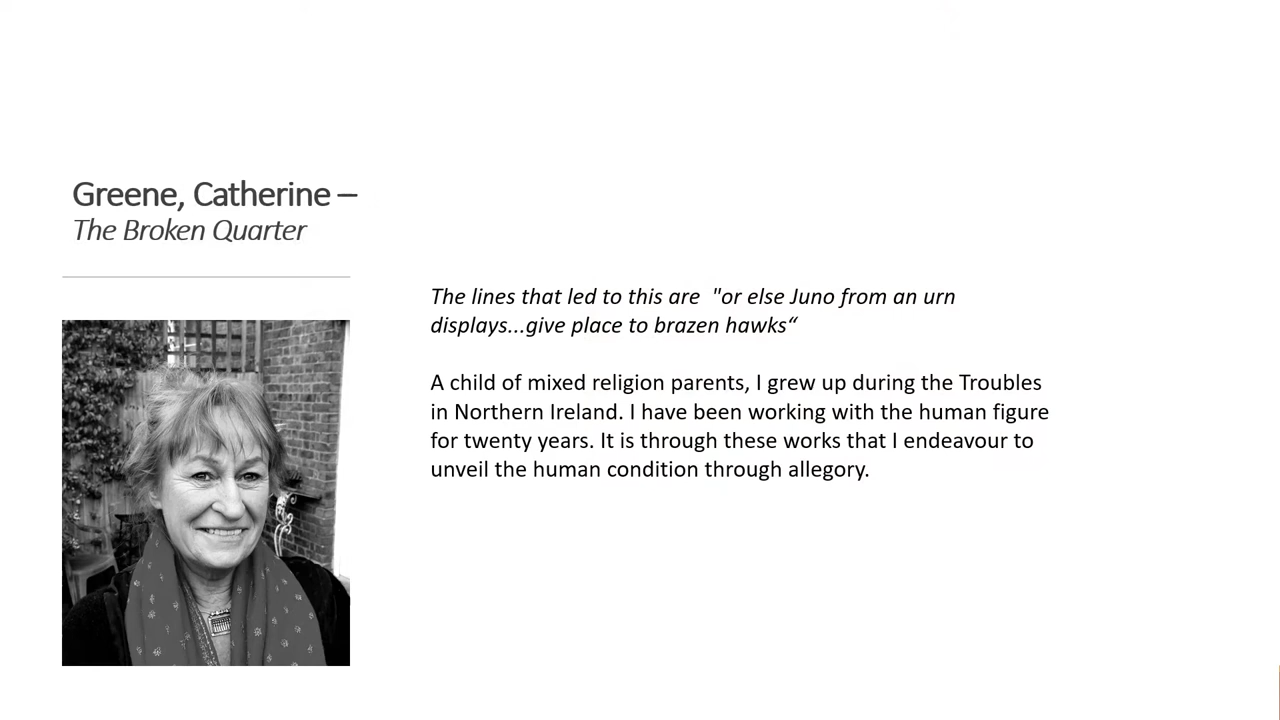 Greene, Catherine –
The Broken Quarter
The lines that led to this are  "or else Juno from an urn
displays...give place to brazen hawks“
A child of mixed religion parents, I grew up during the Troubles
in Northern Ireland. I have been working with the human figure
for twenty years. It is through these works that I endeavour to
unveil the human condition through allegory.